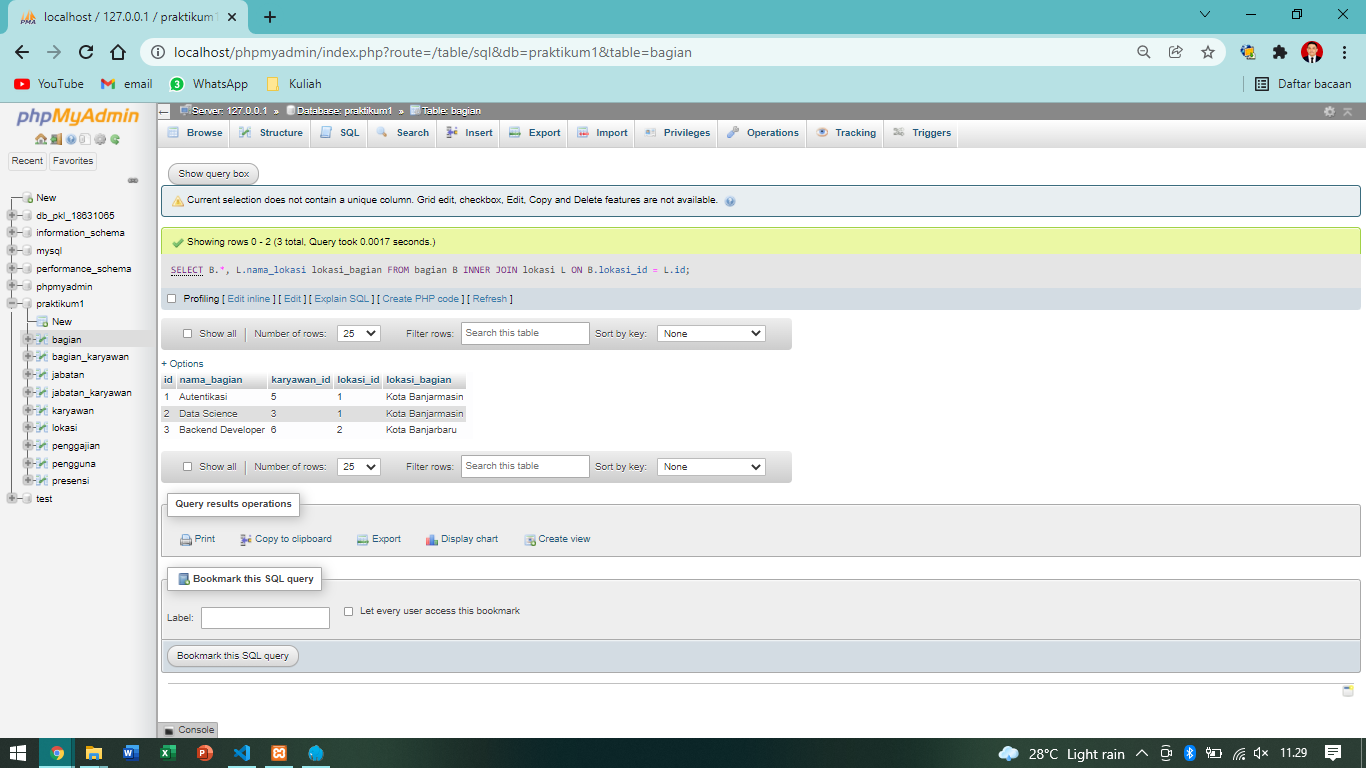 localhost / 127.0.0.1 / praktikum1
localhost/phpmyadmin/index.php?route=/table/sql&db=praktikum1&table=bagian
YouTube email 3 WhatsApp Kuliah Daftar bacaan
phpMyAdmin
Recent Favorites
New
db_pkl_18631065
information_schema
mysql
performance_schema
phpmyadmin
praktikum1
New
bagian
bagian_karyawan
jabatan
jabatan_karyawan
karyawan
lokasi
penggajian
pengguna
presensi
test
Server: 127.0.0.1 » Database: praktikum1 » Table: bagian
Browse Structure SQL Search Insert Export Import Privileges Operations Tracking Triggers
Show query box
Current selection does not contain a unique column. Grid edit, checkbox, Edit, Copy and Delete features are not available.
Showing rows 0 - 2 (3 total, Query took 0.0017 seconds.)
SELECT B.*, L.nama_lokasi lokasi_bagian FROM bagian B INNER JOIN lokasi L ON B.lokasi_id = L.id;
Profiling [ Edit inline ] [ Edit ] [ Explain SQL ] [ Create PHP code ] [ Refresh ]
Show all Number of rows: 25 Filter rows: Search this table Sort by key: None
+ Options
id nama_bagian karyawan_id lokasi_id lokasi_bagian
1 Autentikasi 5 1 Kota Banjarmasin
2 Data Science 3 1 Kota Banjarmasin
3 Backend Developer 6 2 Kota Banjarbaru
Show all Number of rows: 25 Filter rows: Search this table Sort by key: None
Query results operations
Print Copy to clipboard Export Display chart Create view
Bookmark this SQL query
Label: Let every user access this bookmark
Bookmark this SQL query
Console
28°C Light rain 11.29